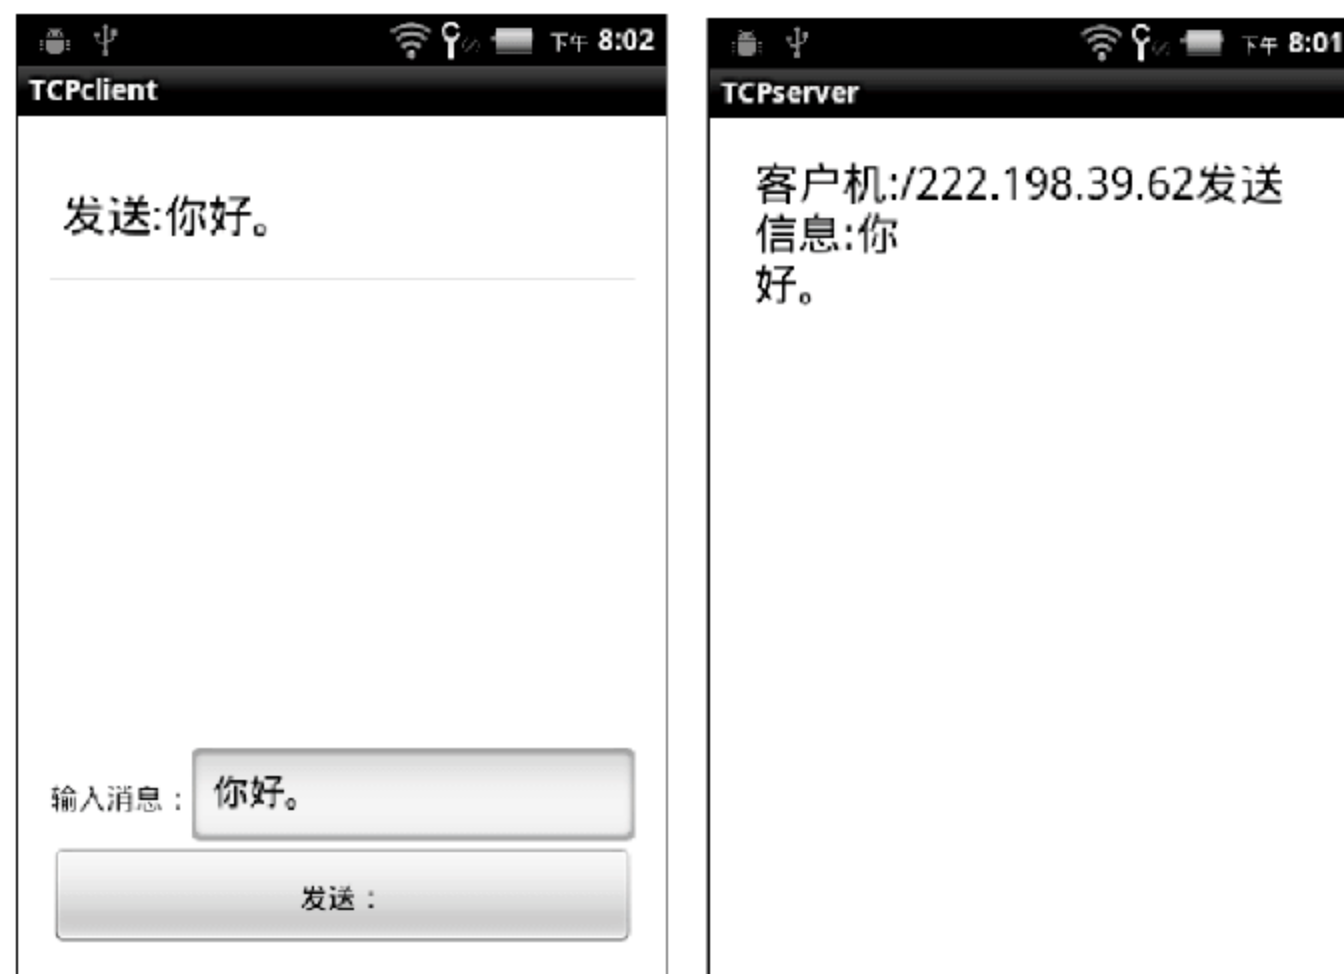 下午 8:02
TCPclient
发送:你好。
输入消息：
你好。
发送：
下午 8:01
TCPserver
客户机:/222.198.39.62发送
信息:你
好。